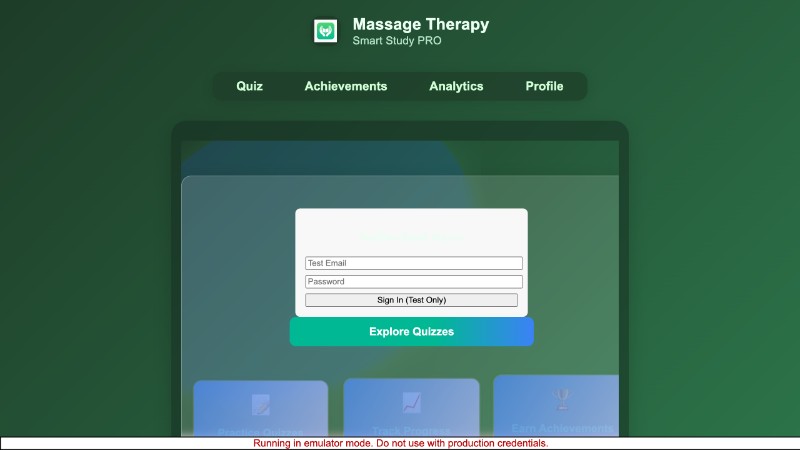 Massage Therapy
Smart Study PRO
Quiz
Achievements
Analytics
Profile
Test Email
Password
Sign In (Test Only)
Explore Quizzes
Practice Quizzes
Track Progress
Earn Achievements
Running in emulator mode. Do not use with production credentials.